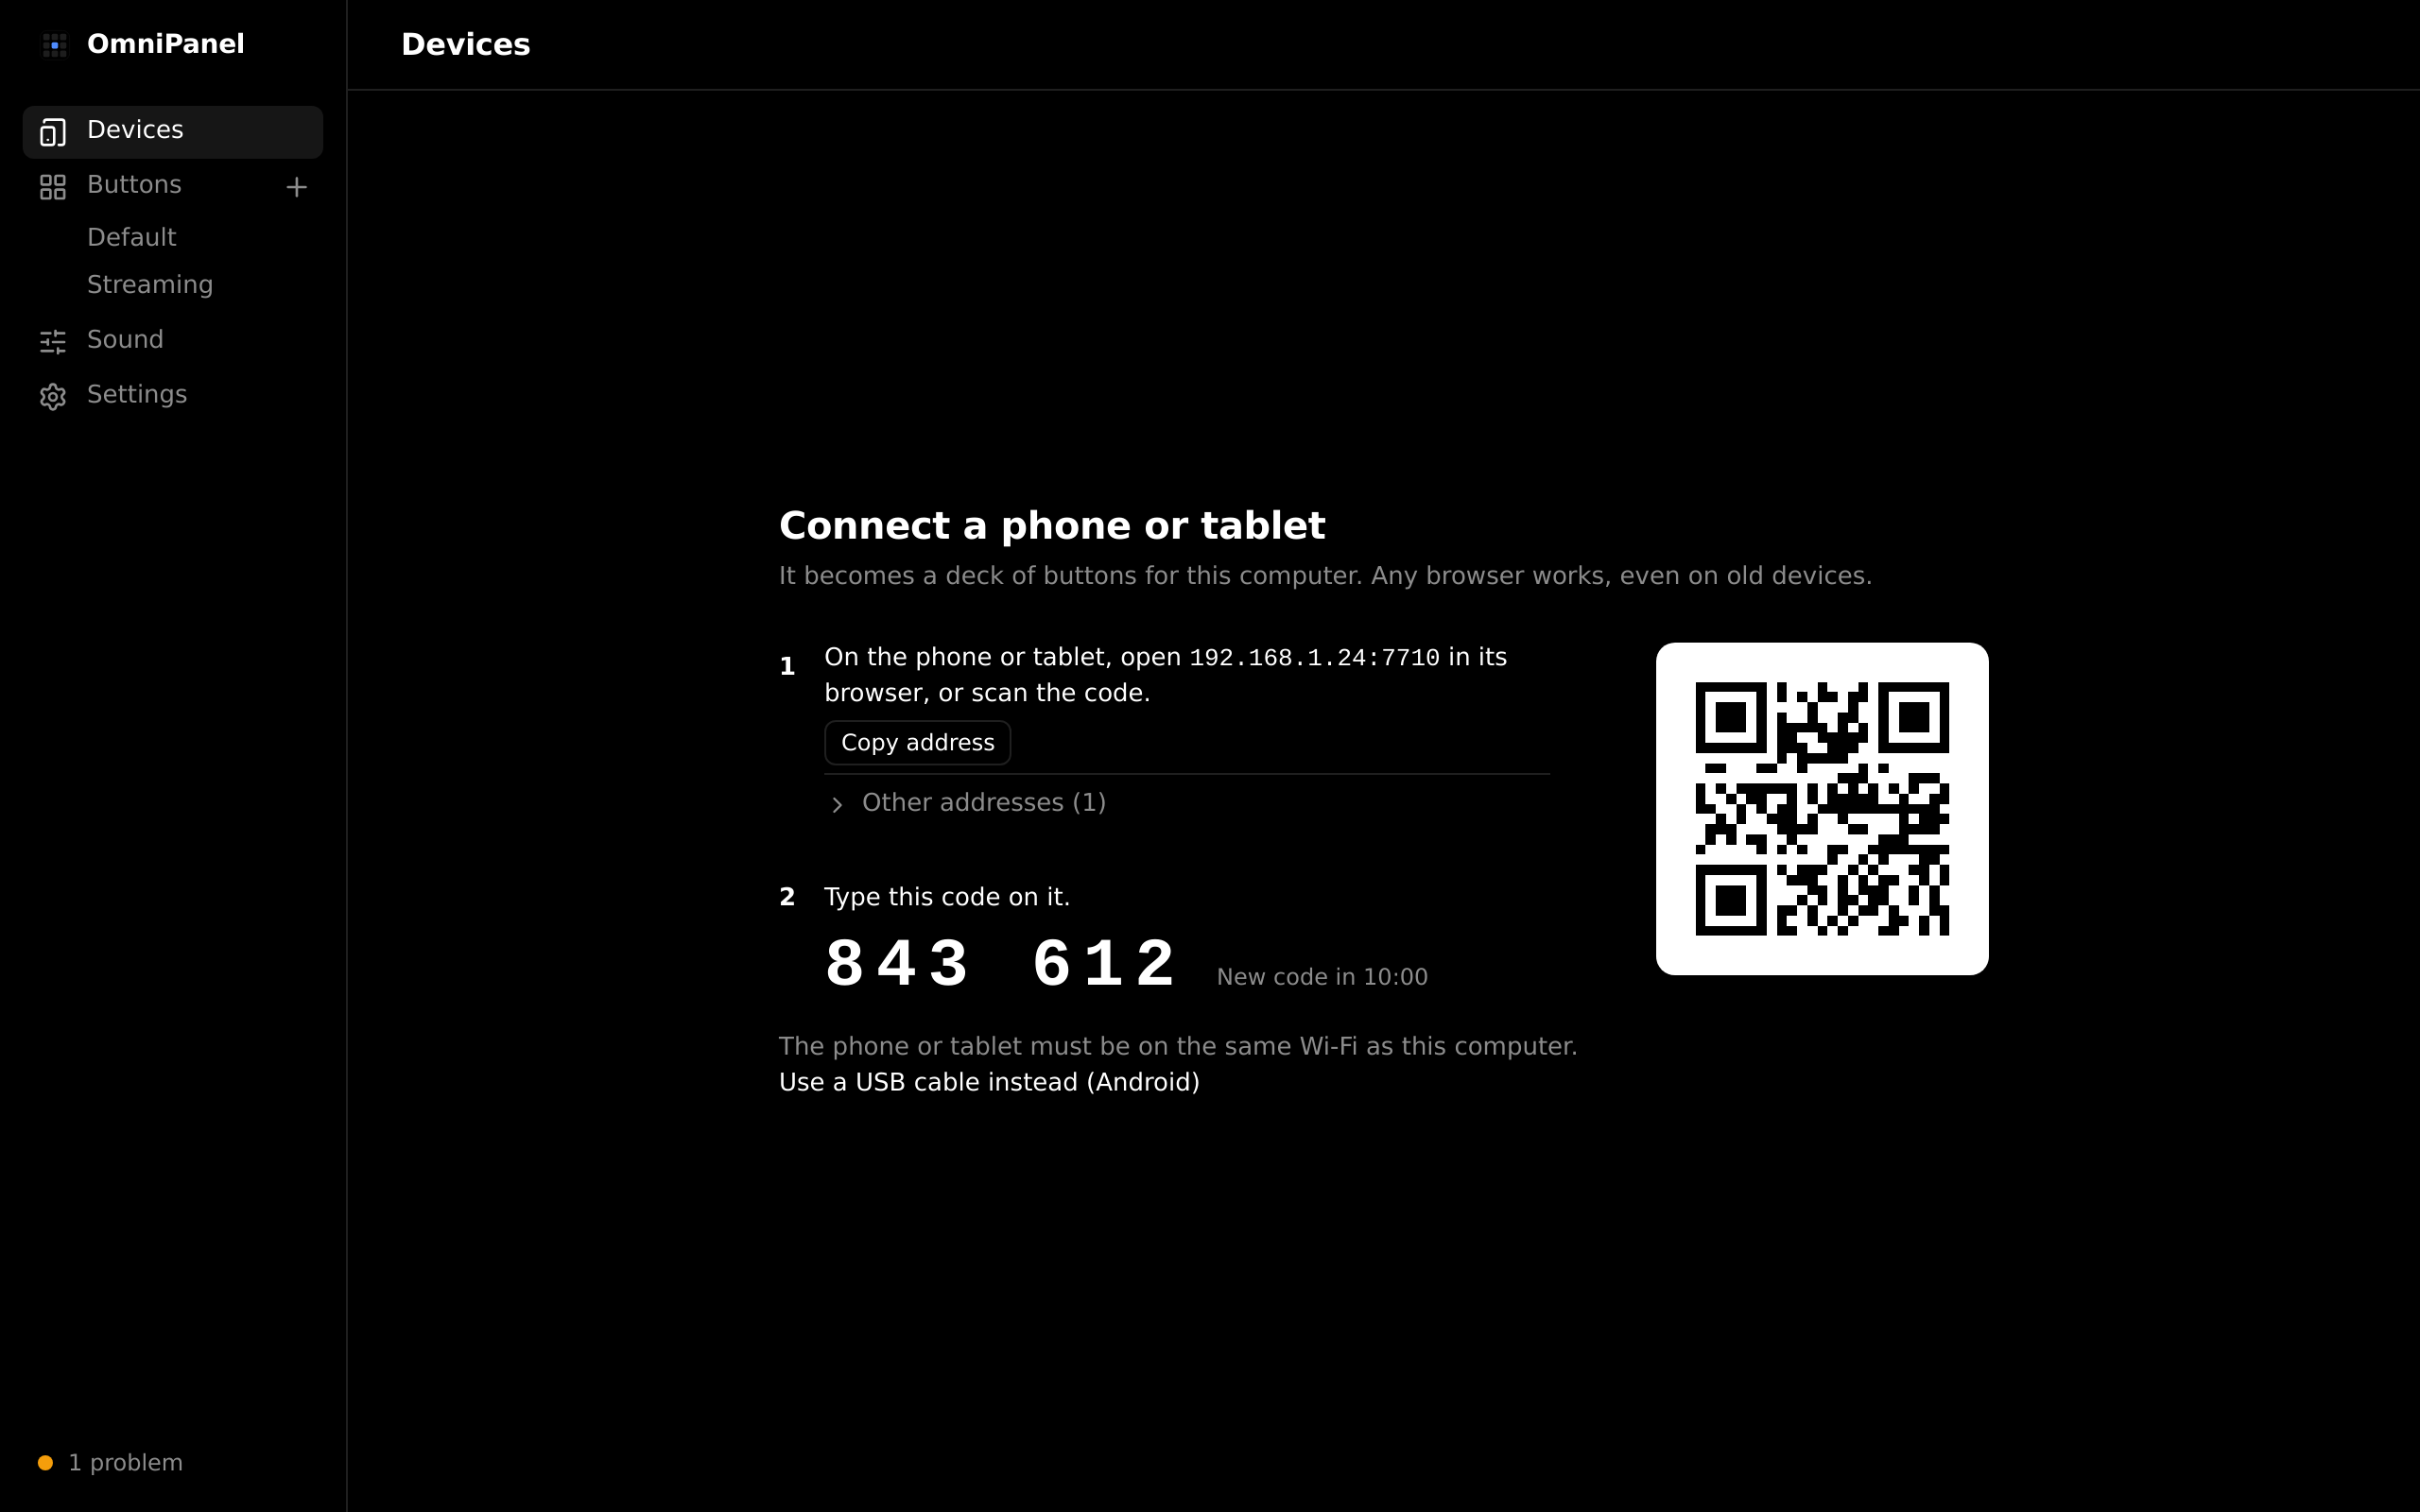 OmniPanel
Devices
Buttons
Default
Streaming
Sound
Settings
1 problem
Devices
Connect a phone or tablet
It becomes a deck of buttons for this computer. Any browser works, even on old devices.
1 On the phone or tablet, open 192.168.1.24:7710 in its
browser, or scan the code.
Copy address
Other addresses (1)
2 Type this code on it.
843 612 New code in 10:00
The phone or tablet must be on the same Wi-Fi as this computer.
Use a USB cable instead (Android)